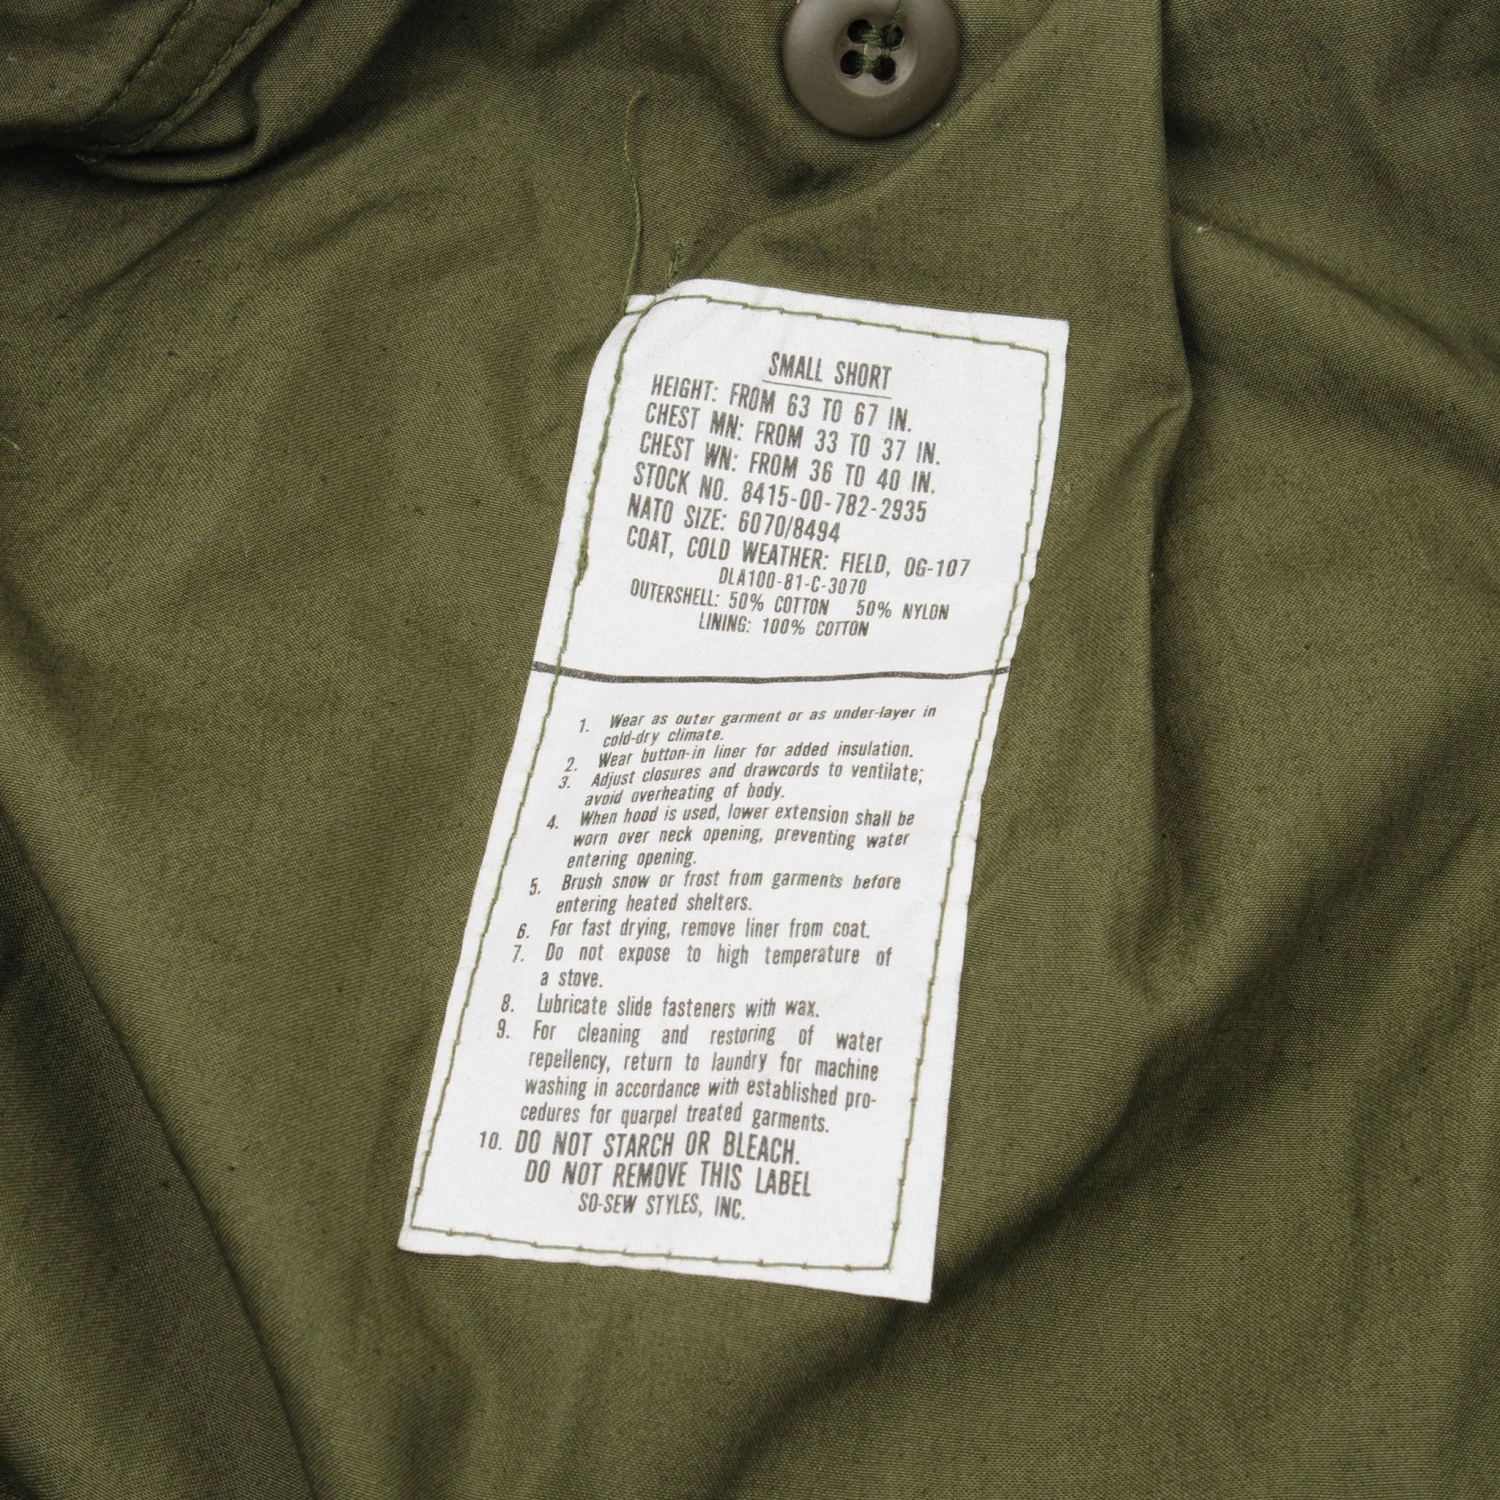 SMALL SHORT
HEIGHT: FROM 63 TO 67 IN.
CHEST MN: FROM 33 TO 37 IN.
CHEST WN: FROM 36 TO 40 IN.
STOCK NO. 8415-00-782-2935
NATO SIZE: 6070/8494
COAT, COLD WEATHER: FIELD, OG-107
DLA100-81-C-3070
OUTERSHELL: 50% COTTON 50% NYLON
LINING: 100% COTTON
1. Wear as outer garment or as under-layer in
cold-dry climate.
2. Wear button-in liner for added insulation.
3. Adjust closures and drawcords to ventilate;
avoid overheating of body.
4. When hood is used, lower extension shall be
worn over neck opening, preventing water
entering opening.
5. Brush snow or frost from garments before
entering heated shelters.
6. For fast drying, remove liner from coat.
7. Do not expose to high temperature of
a stove.
8. Lubricate slide fasteners with wax.
9. For cleaning and restoring of water
repellency, return to laundry for machine
washing in accordance with established pro-
cedures for quarpel treated garments.
10. DO NOT STARCH OR BLEACH.
DO NOT REMOVE THIS LABEL
SO-SEW STYLES, INC.